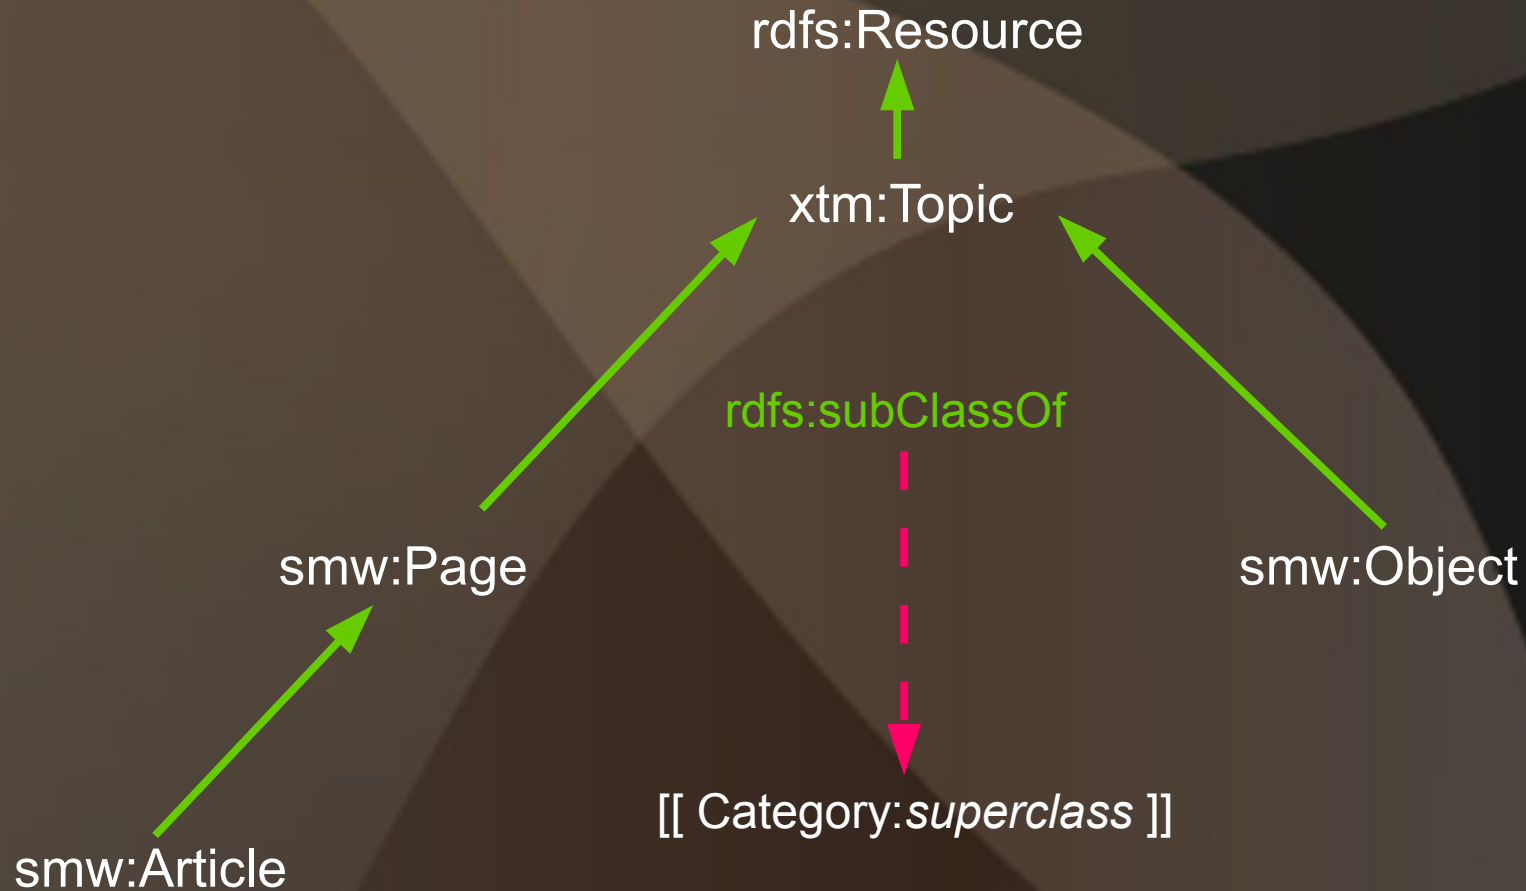 rdfs:Resource
xtm:Topic
rdfs:subClassOf
smw:Page
smw:Object
[[ Category:superclass ]]
smw:Article